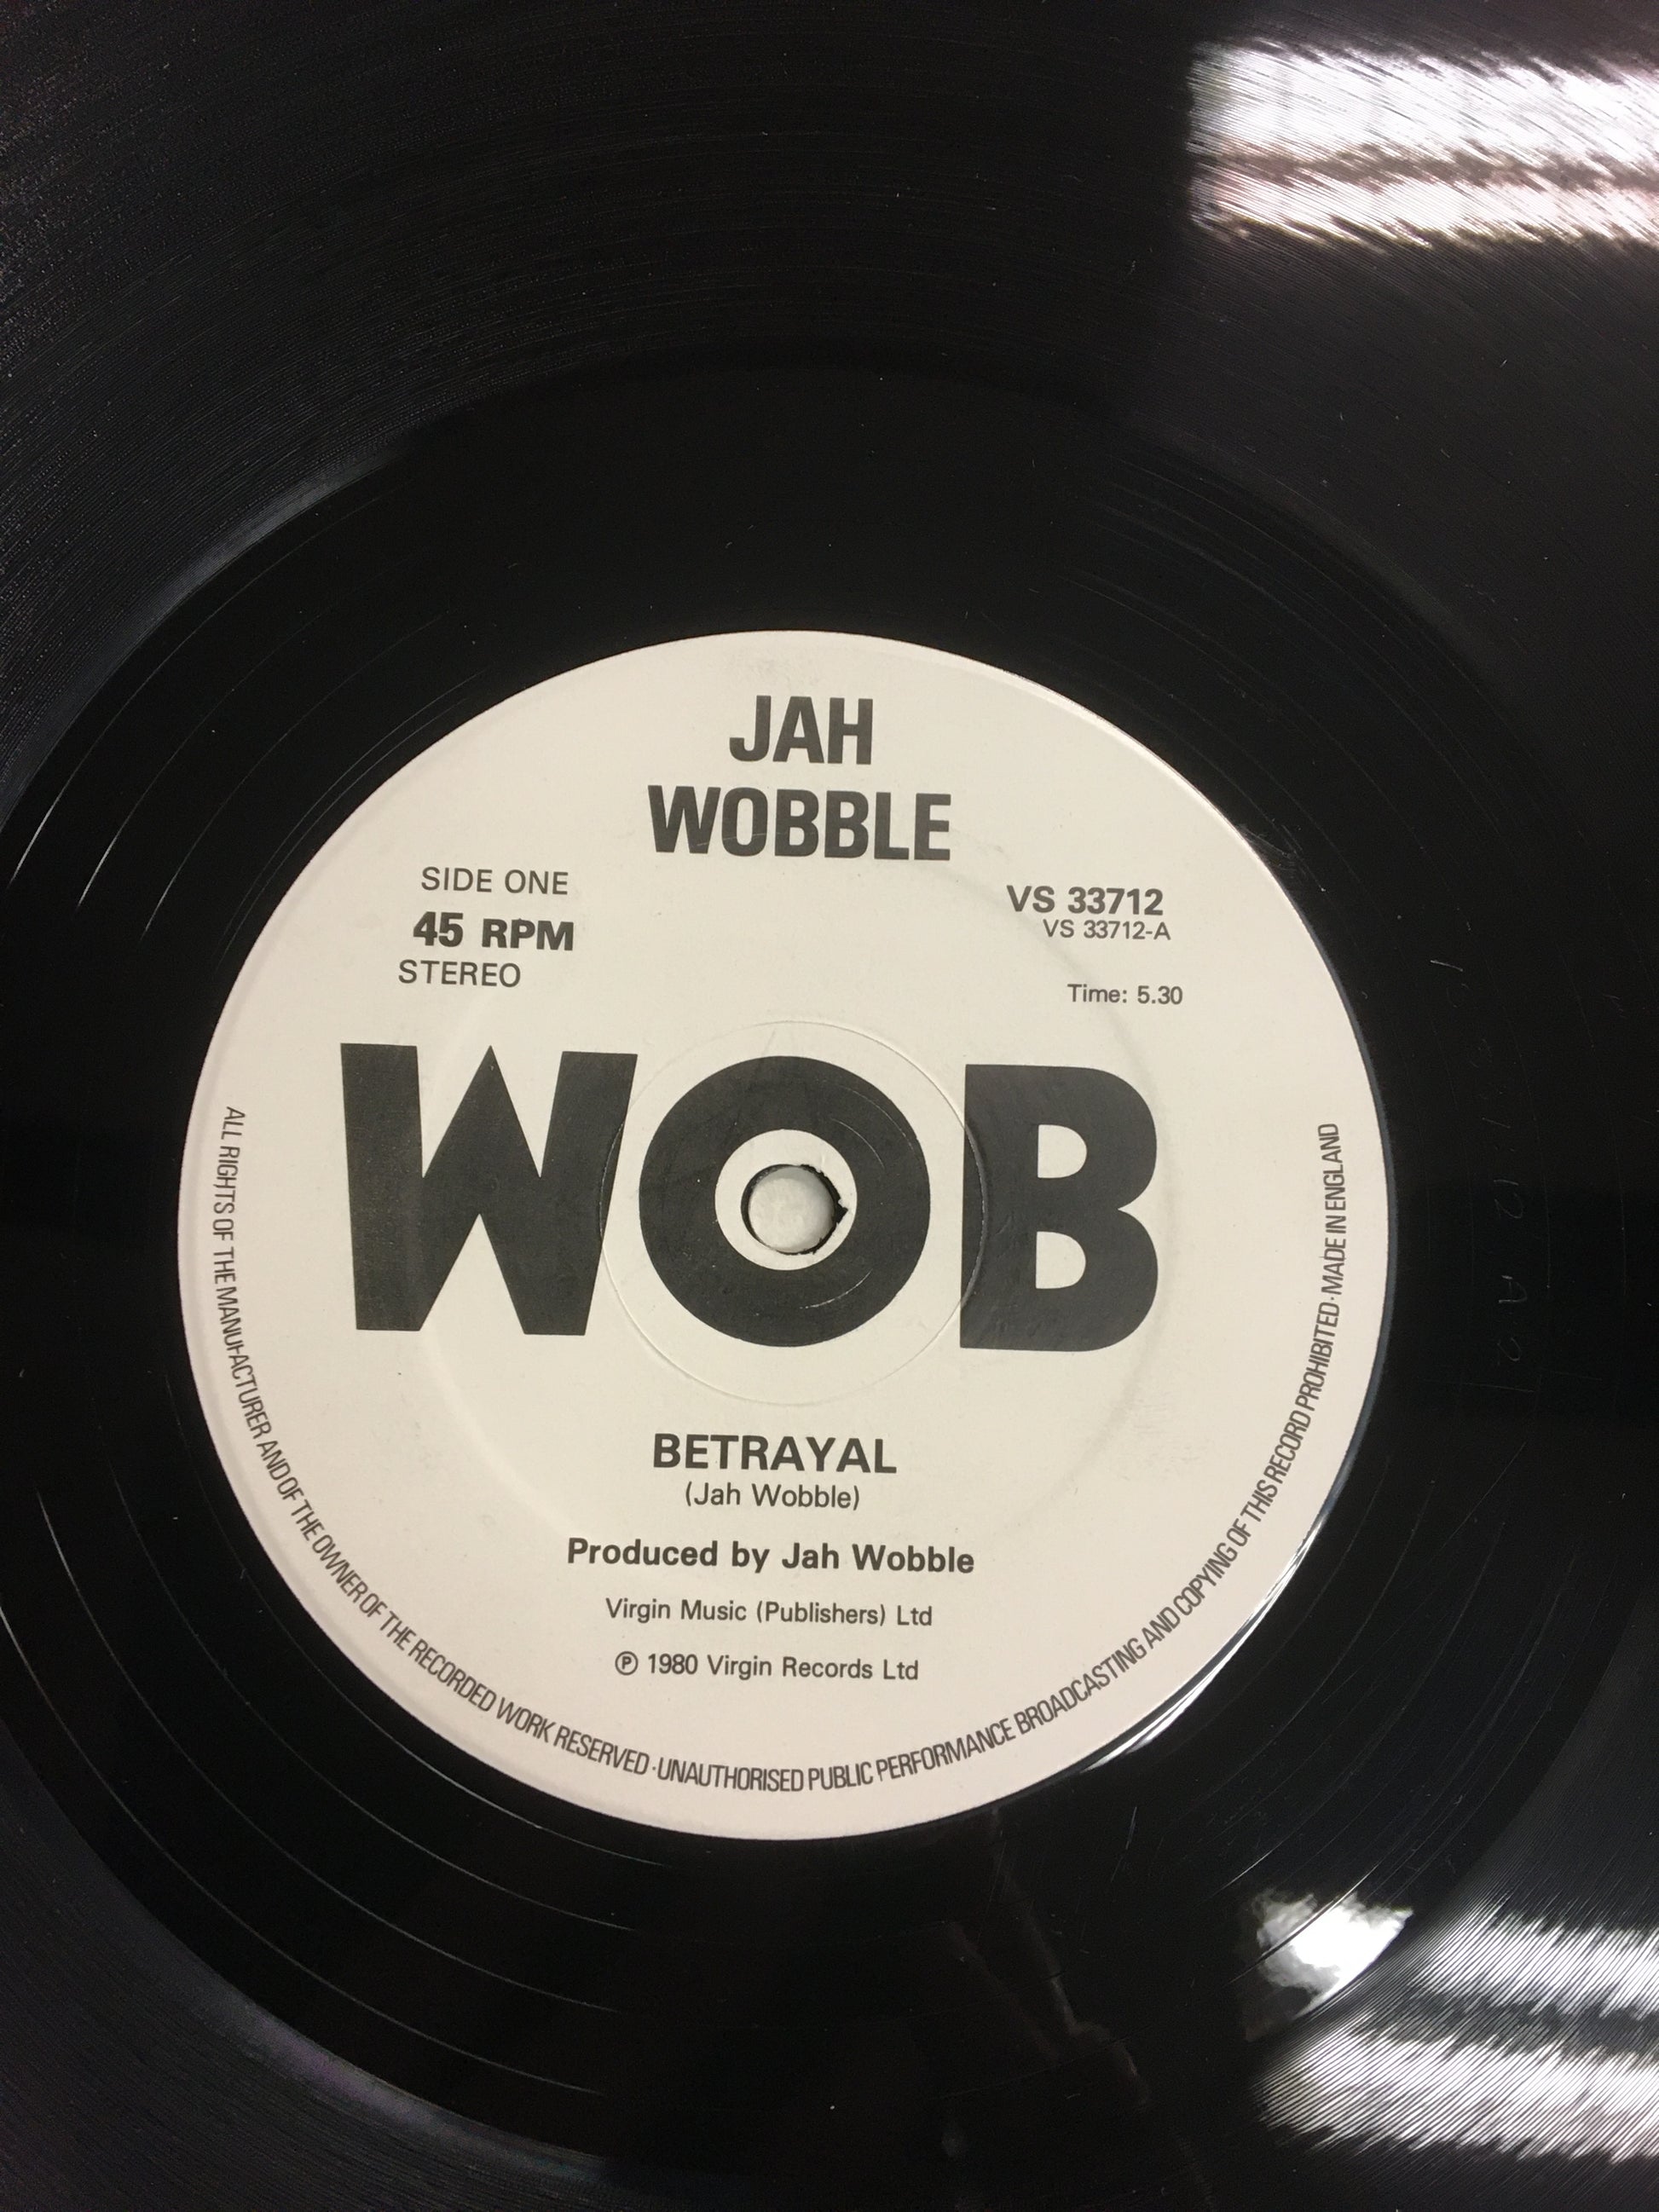 JAH
WOBBLE
SIDE ONE
45 RPM
STEREO
VS 33712
VS 33712-A
Time: 5.30
WOB
BETRAYAL
(Jah Wobble)
Produced by Jah Wobble
Virgin Music (Publishers) Ltd
℗ 1980 Virgin Records Ltd
ALL RIGHTS OF THE MANUFACTURER AND OF THE OWNER OF THE RECORDED WORK RESERVED · UNAUTHORISED PUBLIC PERFORMANCE BROADCASTING AND COPYING OF THIS RECORD PROHIBITED · MADE IN ENGLAND